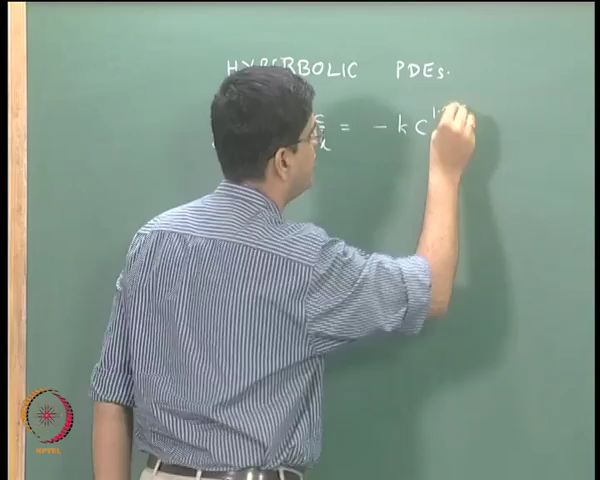 HYPERBOLIC PDEs.
= - k C
NPTEL